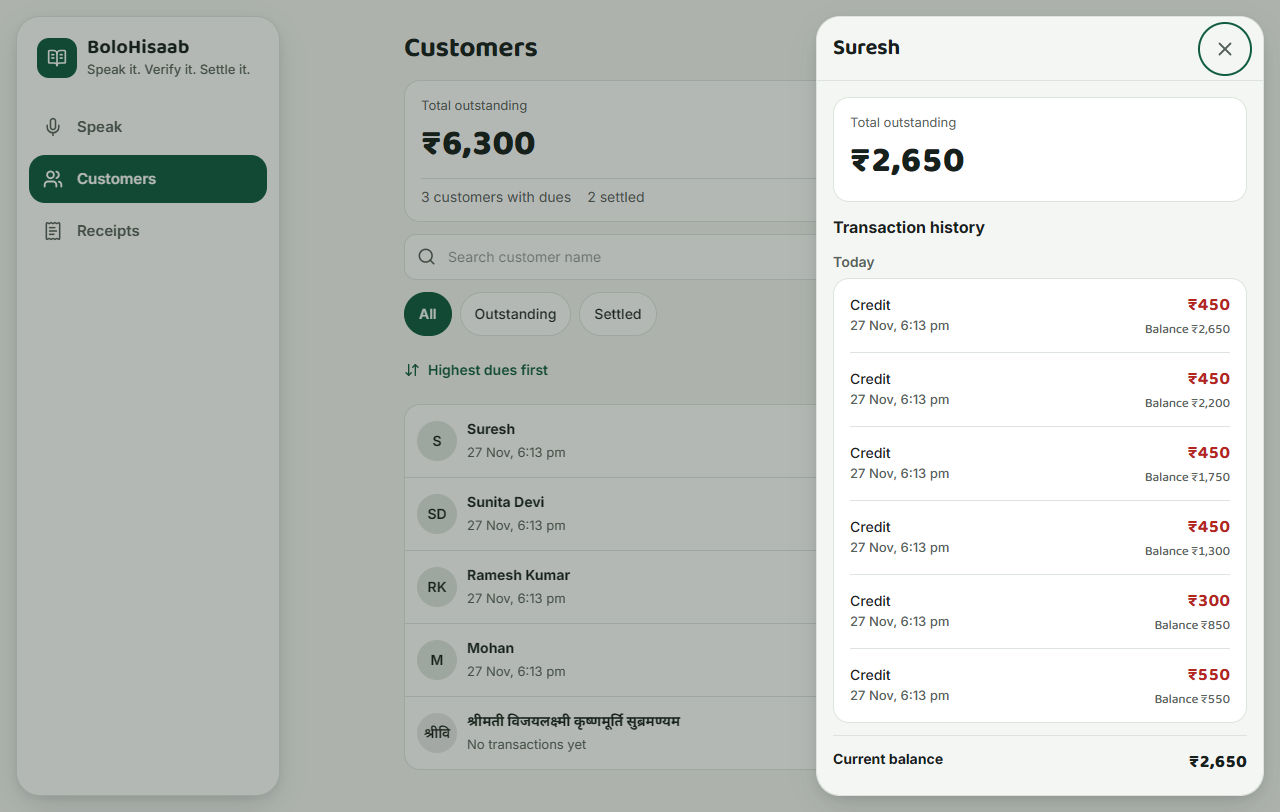 BoloHisaab
Speak it. Verify it. Settle it.
Speak
Customers
Receipts
Customers
Total outstanding
₹6,300
3 customers with dues 2 settled
Search customer name
All Outstanding Settled
Highest dues first
S
Suresh
27 Nov, 6:13 pm
SD
Sunita Devi
27 Nov, 6:13 pm
RK
Ramesh Kumar
27 Nov, 6:13 pm
M
Mohan
27 Nov, 6:13 pm
श्रीवि
श्रीमती विजयलक्ष्मी कृष्णमूर्ति सुब्रमण्यम
No transactions yet
Suresh
Total outstanding
₹2,650
Transaction history
Today
Credit ₹450
27 Nov, 6:13 pm Balance ₹2,650
Credit ₹450
27 Nov, 6:13 pm Balance ₹2,200
Credit ₹450
27 Nov, 6:13 pm Balance ₹1,750
Credit ₹450
27 Nov, 6:13 pm Balance ₹1,300
Credit ₹300
27 Nov, 6:13 pm Balance ₹850
Credit ₹550
27 Nov, 6:13 pm Balance ₹550
Current balance ₹2,650